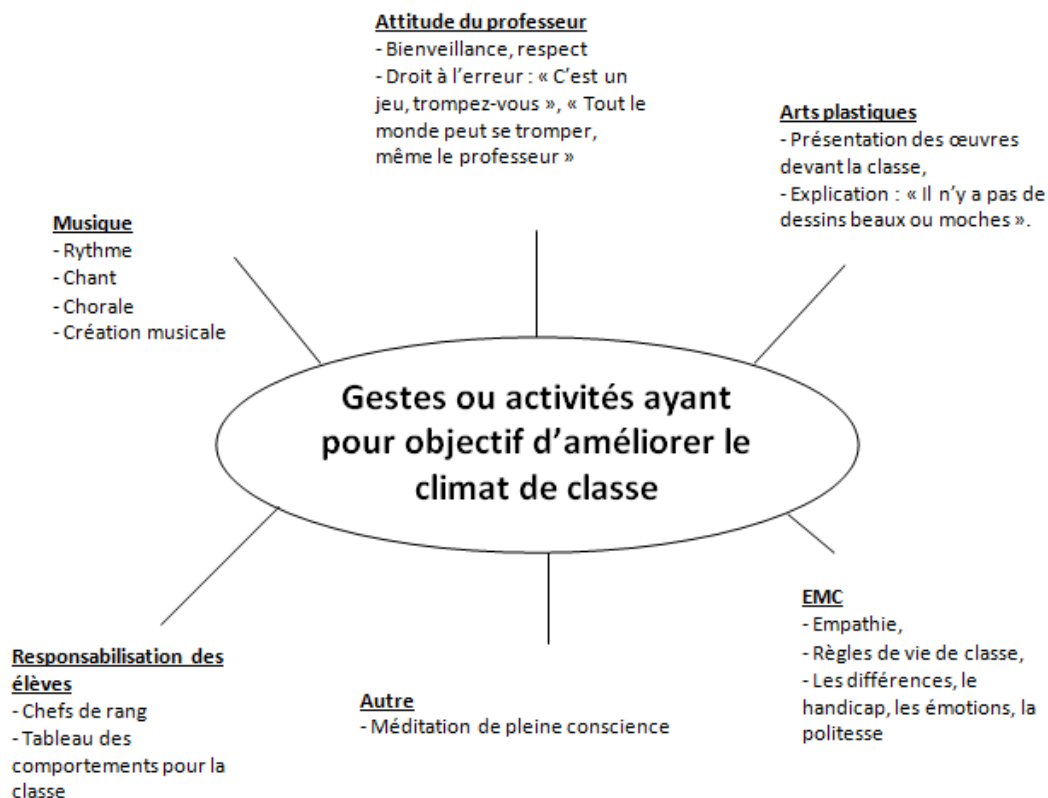 Attitude du professeur
- Bienveillance, respect
- Droit à l'erreur : « C'est un
jeu, trompez-vous », « Tout le
monde peut se tromper,
même le professeur »
Arts plastiques
- Présentation des œuvres
devant la classe,
- Explication : « Il n'y a pas de
dessins beaux ou moches ».
Musique
- Rythme
- Chant
- Chorale
- Création musicale
Gestes ou activités ayant
pour objectif d'améliorer le
climat de classe
EMC
- Empathie,
- Règles de vie de classe,
- Les différences, le
handicap, les émotions, la
politesse
Responsabilisation des
élèves
- Chefs de rang
- Tableau des
comportements pour la
classe
Autre
- Méditation de pleine conscience